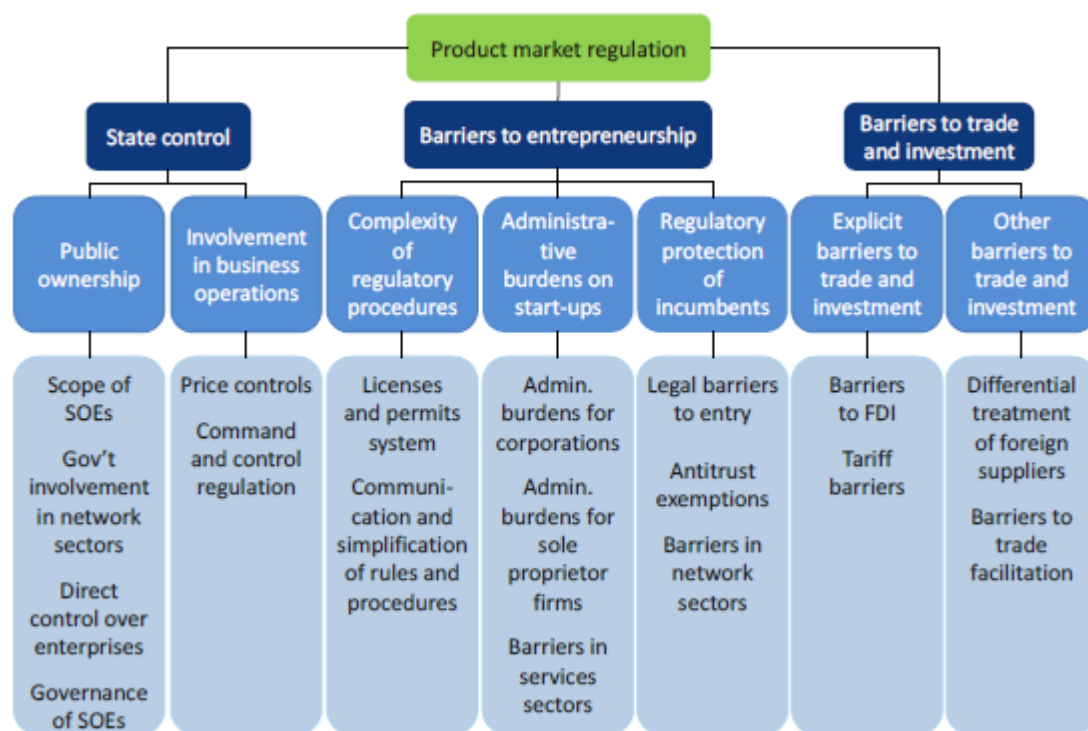 Product market regulation
State control
Barriers to entrepreneurship
Barriers to trade
and investment
Public
ownership
Involvement
in business
operations
Complexity
of
regulatory
procedures
Administra-
tive
burdens on
start-ups
Regulatory
protection
of
incumbents
Explicit
barriers to
trade and
investment
Other
barriers to
trade and
investment
Scope of
SOEs
Gov't
involvement
in network
sectors
Direct
control over
enterprises
Governance
of SOEs
Price controls
Command
and control
regulation
Licenses
and permits
system
Communi-
cation and
simplification
of rules and
procedures
Admin.
burdens for
corporations
Admin.
burdens for
sole
proprietor
firms
Barriers in
services
sectors
Legal barriers
to entry
Antitrust
exemptions
Barriers in
network
sectors
Barriers
to FDI
Tariff
barriers
Differential
treatment
of foreign
suppliers
Barriers to
trade
facilitation